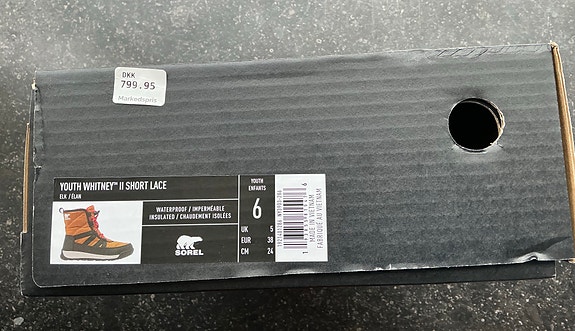 DKK
799,95
Markedspris
YOUTH WHITNEY™ II SHORT LACE
ELK / ÉLAN
WATERPROOF / IMPERMÉABLE
INSULATED / CHAUDEMENT ISOLÉES
SOREL
YOUTH
ENFANTS
6
UK 5
EUR 38
CM 24
MADE IN VIETNAM
FABRIQUÉ AU VIETNAM